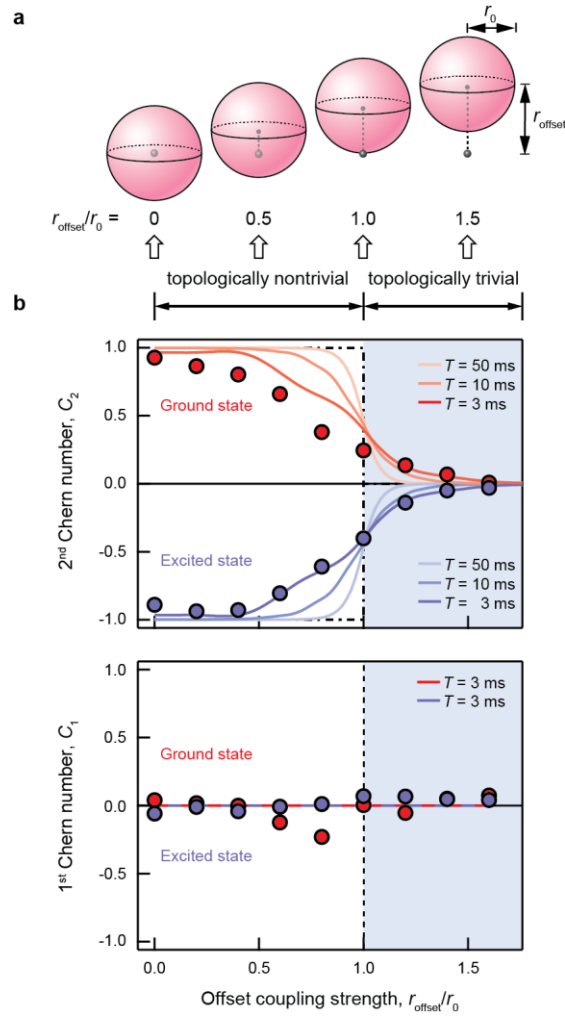 a
r₀
r_offset
r_offset/r₀ = 0 0.5 1.0 1.5
topologically nontrivial topologically trivial
b
1.0
0.5
0.0
-0.5
-1.0
2nd Chern number, C₂
Ground state
Excited state
T = 50 ms
T = 10 ms
T = 3 ms
T = 50 ms
T = 10 ms
T = 3 ms
1.0
0.5
0.0
-0.5
-1.0
1st Chern number, C₁
Ground state
Excited state
T = 3 ms
T = 3 ms
0.0 0.5 1.0 1.5
Offset coupling strength, r_offset/r₀